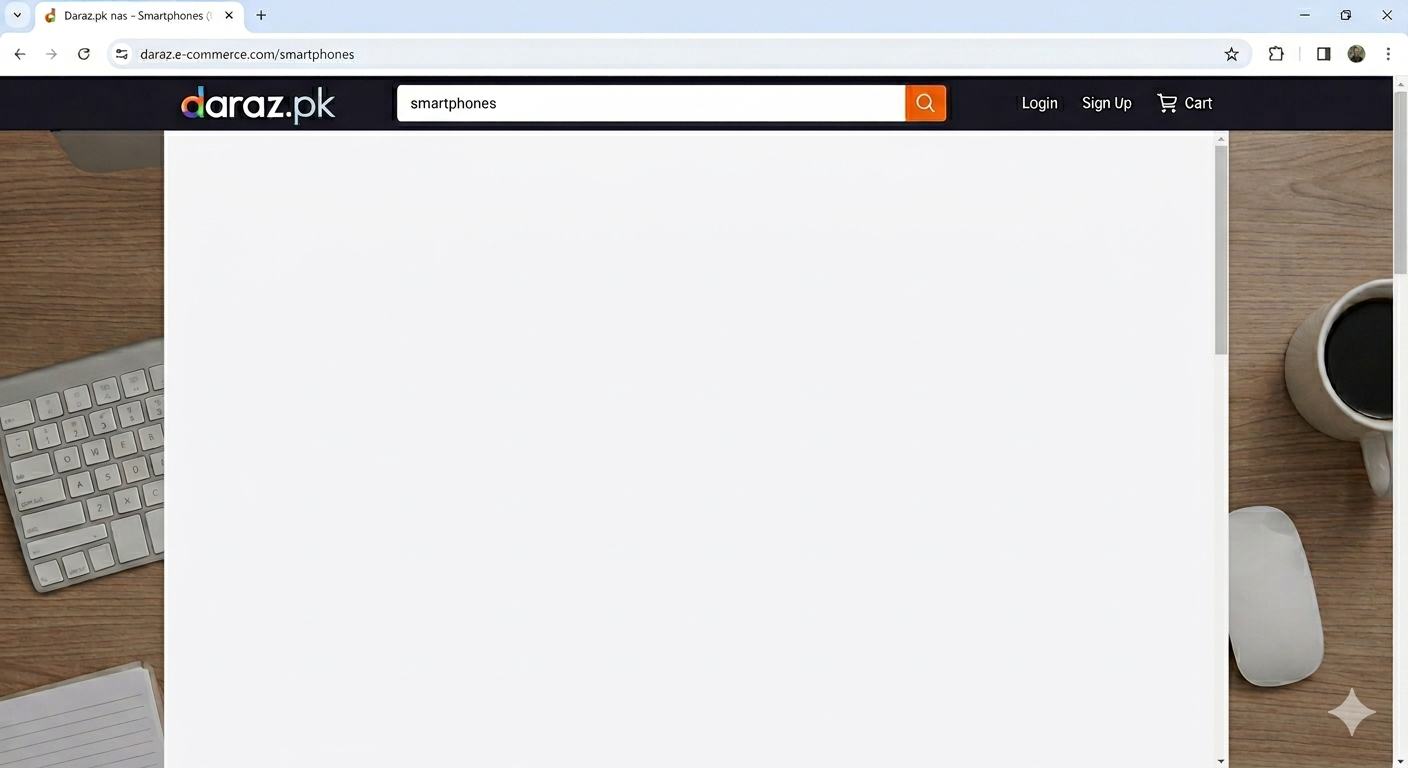 Daraz.pk nas - Smartphones (
daraz.e-commerce.com/smartphones
daraz.pk
smartphones
Login
Sign Up
Cart